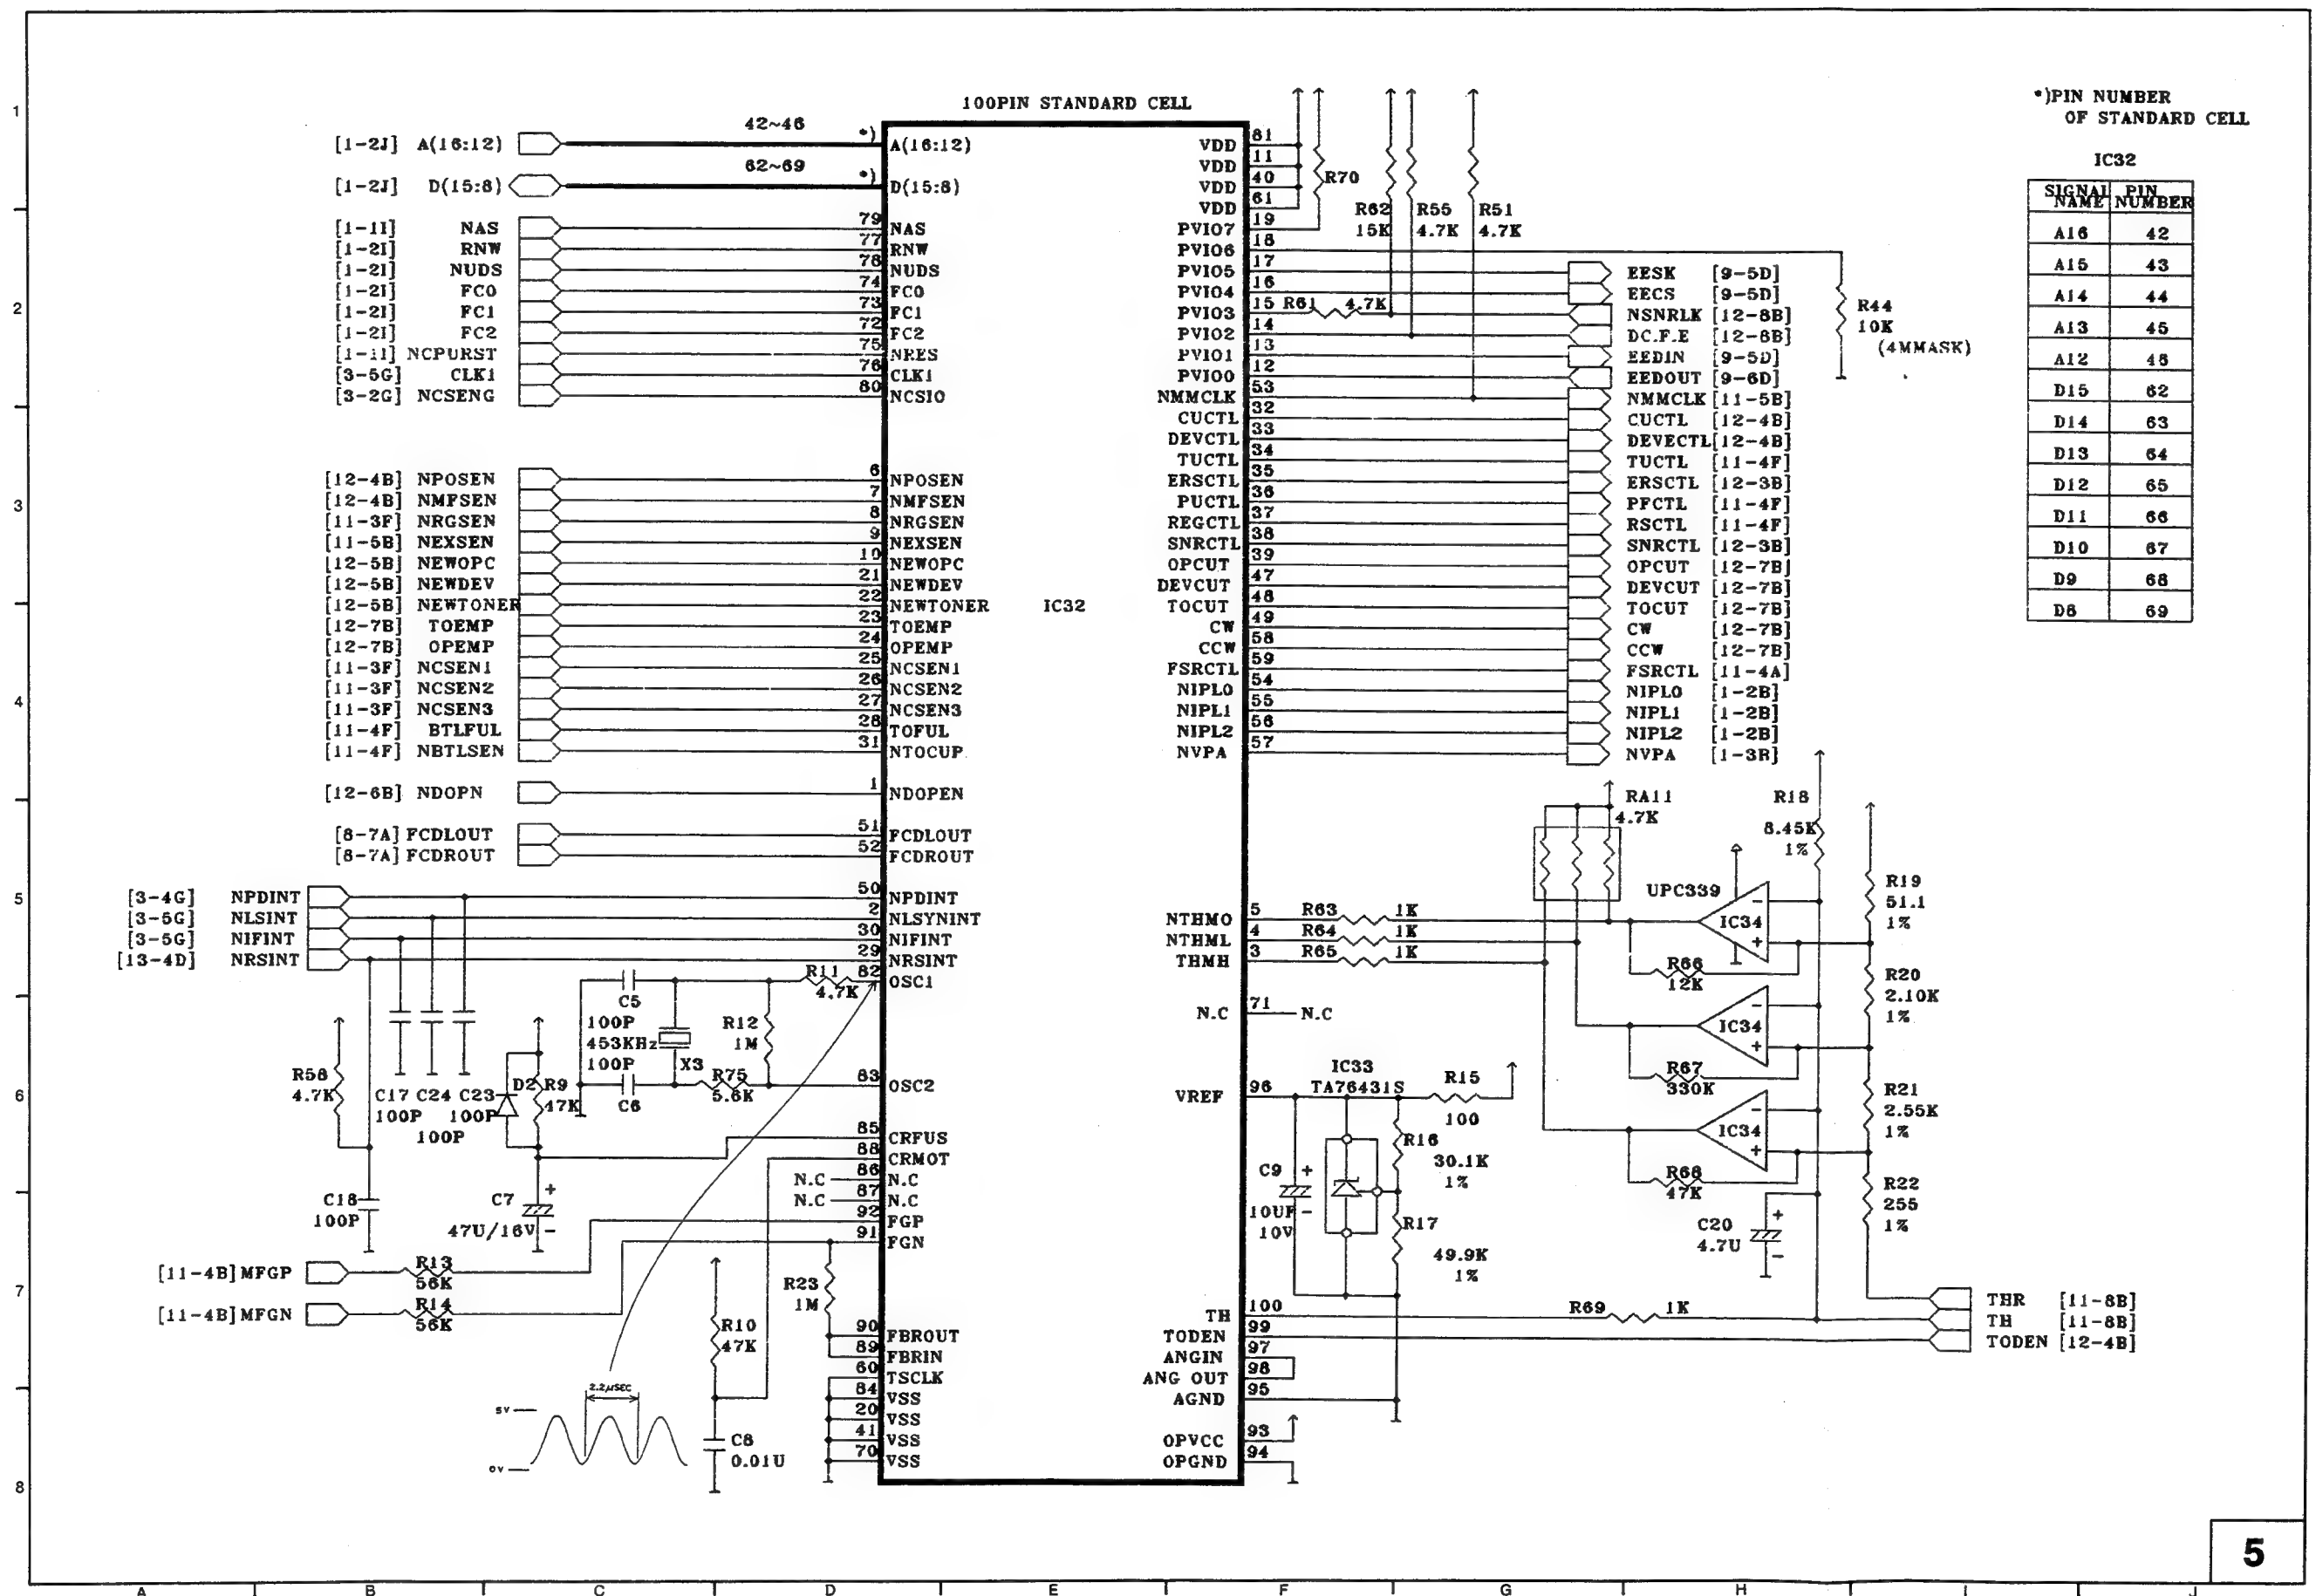 100PIN STANDARD CELL
*)PIN NUMBER
OF STANDARD CELL
IC32
SIGNAL NAME PIN NUMBER
A16 42
A15 43
A14 44
A13 45
A12 46
D15 62
D14 63
D13 64
D12 65
D11 66
D10 67
D9 68
D8 69
[1-2J] A(16:12) 42~46 *) A(16:12)
[1-2J] D(15:8) 62~69 *) D(15:8)
[1-1I] NAS 79 NAS
[1-2I] RNW 77 RNW
[1-2I] NUDS 78 NUDS
[1-2I] FC0 74 FC0
[1-2I] FC1 73 FC1
[1-2I] FC2 72 FC2
[1-1I] NCPURST 75 NRES
[3-5G] CLK1 76 CLK1
[3-2G] NCSENG 80 NCSIO
[12-4B] NPOSEN 6 NPOSEN
[12-4B] NMFSEN 7 NMFSEN
[11-3F] NRGSEN 8 NRGSEN
[11-5B] NEXSEN 9 NEXSEN
[12-5B] NEWOPC 10 NEWOPC
[12-5B] NEWDEV 21 NEWDEV
[12-5B] NEWTONER 22 NEWTONER
[12-7B] TOEMP 23 TOEMP
[12-7B] OPEMP 24 OPEMP
[11-3F] NCSEN1 25 NCSEN1
[11-3F] NCSEN2 26 NCSEN2
[11-3F] NCSEN3 27 NCSEN3
[11-4F] BTLFUL 28 TOFUL
[11-4F] NBTLSEN 31 NTOCUP
[12-6B] NDOPN 1 NDOPEN
[8-7A] FCDLOUT 51 FCDLOUT
[8-7A] FCDROUT 52 FCDROUT
[3-4G] NPDINT 50 NPDINT
[3-5G] NLSINT 2 NLSYNINT
[3-5G] NIFINT 30 NIFINT
[13-4D] NRSINT 29 NRSINT
R11 4.7K 82 OSC1
C5
100P
453KHz
100P
X3
C6
R12
1M
R75
5.6K
83 OSC2
R58
4.7K
C17 C24 C23
100P 100P
100P
D2 R9
47K
85 CRFUS
88 CRMOT
N.C 86 N.C
N.C 87 N.C
92 FGP
91 FGN
C18
100P
C7
+
47U/16V -
[11-4B] MFGP R13
56K
[11-4B] MFGN R14
56K
R23
1M
R10
47K
90 FBROUT
89 FBRIN
60 TSCLK
84 VSS
20 VSS
41 VSS
70 VSS
C8
0.01U
2.2μSEC
5V
0V
IC32
VDD 81
VDD 11
VDD 40
VDD 61
PVIO7 19
R70
R62
15K
R55
4.7K
R51
4.7K
PVIO6 18
PVIO5 17 EESK [9-5D]
PVIO4 16 EECS [9-5D]
PVIO3 15 R61 4.7K NSNRLK [12-8B]
PVIO2 14 DC.F.E [12-6B]
PVIO1 13 EEDIN [9-5D]
PVIO0 12 EEDOUT [9-6D]
R44
10K
(4MMASK)
NMMCLK 53 NMMCLK [11-5B]
CUCTL 32 CUCTL [12-4B]
DEVCTL 33 DEVECTL [12-4B]
TUCTL 34 TUCTL [11-4F]
ERSCTL 35 ERSCTL [12-3B]
PUCTL 36 PFCTL [11-4F]
REGCTL 37 RSCTL [11-4F]
SNRCTL 38 SNRCTL [12-3B]
OPCUT 39 OPCUT [12-7B]
DEVCUT 47 DEVCUT [12-7B]
TOCUT 48 TOCUT [12-7B]
CW 49 CW [12-7B]
CCW 58 CCW [12-7B]
FSRCTL 59 FSRCTL [11-4A]
NIPL0 54 NIPL0 [1-2B]
NIPL1 55 NIPL1 [1-2B]
NIPL2 56 NIPL2 [1-2B]
NVPA 57 NVPA [1-3B]
RA11
4.7K
R18
8.45K
1%
UPC339
IC34
- +
R19
51.1
1%
NTHMO 5 R63 1K
NTHML 4 R64 1K
THMH 3 R65 1K
R66
12K
R20
2.10K
1%
N.C 71 N.C
IC34
- +
R67
330K
R21
2.55K
1%
IC34
- +
R68
47K
R22
255
1%
IC33
TA76431S
VREF 96
R15
100
R16
30.1K
1%
C9 +
10UF -
10V
R17
49.9K
1%
C20 +
4.7U -
TH 100 R69 1K
TODEN 99
ANGIN 97
ANG OUT 98
AGND 95
OPVCC 93
OPGND 94
THR [11-8B]
TH [11-8B]
TODEN [12-4B]
1
2
3
4
5
6
7
8
A B C D E F G H I J
5